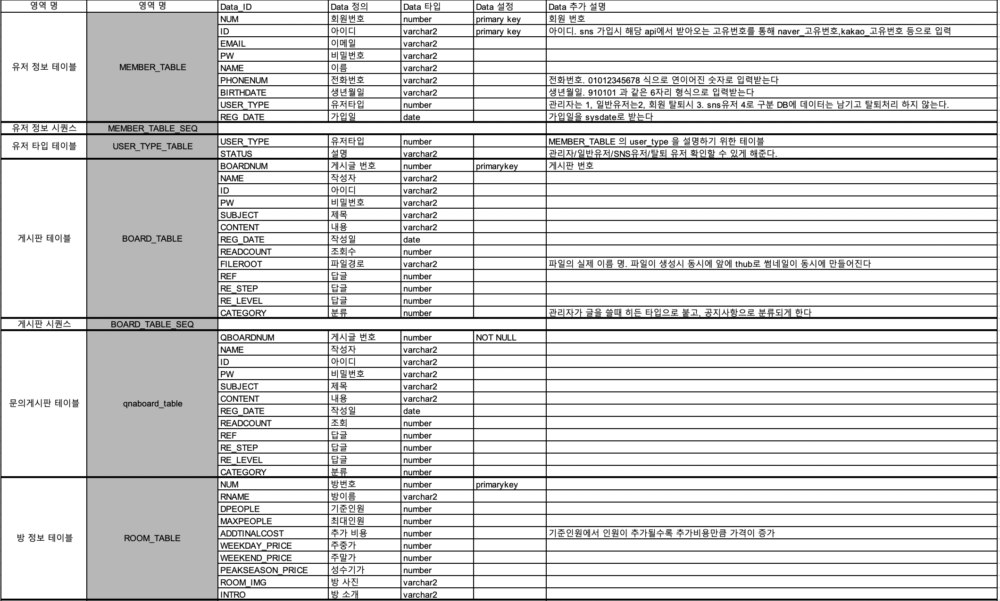 영역 명 영역 명 Data_ID Data 정의 Data 타입 Data 설정 Data 추가 설명
NUM 회원번호 number primary key 회원 번호
ID 아이디 varchar2 primary key 아이디. sns 가입시 해당 api에서 받아오는 고유번호를 통해 naver_고유번호,kakao_고유번호 등으로 입력
EMAIL 이메일 varchar2
PW 비밀번호 varchar2
유저 정보 테이블 MEMBER_TABLE NAME 이름 varchar2
PHONENUM 전화번호 varchar2 전화번호. 01012345678 식으로 연이어진 숫자로 입력받는다
BIRTHDATE 생년월일 varchar2 생년월일. 910101 과 같은 6자리 형식으로 입력받는다
USER_TYPE 유저타입 number 관리자는 1, 일반유저는2, 회원 탈퇴시 3. sns유저 4로 구분 DB에 데이터는 남기고 탈퇴처리 하지 않는다.
REG_DATE 가입일 date 가입일을 sysdate로 받는다
유저 정보 시퀀스 MEMBER_TABLE_SEQ
유저 타입 테이블 USER_TYPE_TABLE USER_TYPE 유저타입 number MEMBER_TABLE 의 user_type 을 설명하기 위한 테이블
STATUS 설명 varchar2 관리자/일반유저/SNS유저/탈퇴 유저 확인할 수 있게 해준다.
BOARDNUM 게시글 번호 number primarykey 게시판 번호
NAME 작성자 varchar2
ID 아이디 varchar2
PW 비밀번호 varchar2
SUBJECT 제목 varchar2
CONTENT 내용 varchar2
게시판 테이블 BOARD_TABLE REG_DATE 작성일 date
READCOUNT 조회수 number
FILEROOT 파일경로 varchar2 파일의 실제 이름 명. 파일이 생성시 동시에 앞에 thub로 썸네일이 동시에 만들어진다
REF 답글 number
RE_STEP 답글 number
RE_LEVEL 답글 number
CATEGORY 분류 number 관리자가 글을 쓸때 히든 타입으로 붙고, 공지사항으로 분류되게 한다
게시판 시퀀스 BOARD_TABLE_SEQ
QBOARDNUM 게시글 번호 number NOT NULL
NAME 작성자 varchar2
ID 아이디 varchar2
PW 비밀번호 varchar2
SUBJECT 제목 varchar2
문의게시판 테이블 qnaboard_table CONTENT 내용 varchar2
REG_DATE 작성일 date
READCOUNT 조회 number
REF 답글 number
RE_STEP 답글 number
RE_LEVEL 답글 number
CATEGORY 분류 number
NUM 방번호 number primarykey
RNAME 방이름 varchar2
DPEOPLE 기준인원 number
MAXPEOPLE 최대인원 number
방 정보 테이블 ROOM_TABLE ADDTINALCOST 추가 비용 number 기준인원에서 인원이 추가될수록 추가비용만큼 가격이 증가
WEEKDAY_PRICE 주중가 number
WEEKEND_PRICE 주말가 number
PEAKSEASON_PRICE 성수기가 number
ROOM_IMG 방 사진 varchar2
INTRO 방 소개 varchar2